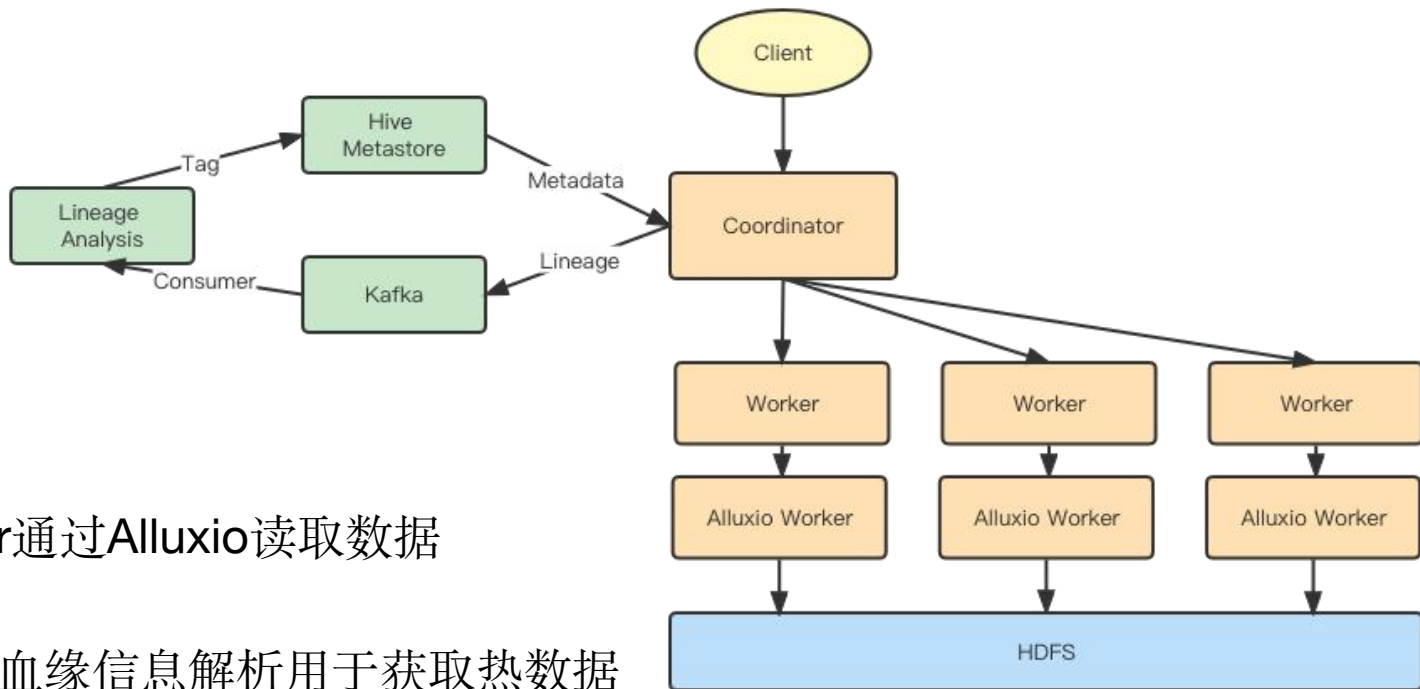 Client
Hive
Metastore
Tag
Metadata
Lineage
Analysis
Coordinator
Lineage
Consumer
Kafka
Worker
Worker
Worker
Alluxio Worker
Alluxio Worker
Alluxio Worker
r通过Alluxio读取数据
HDFS
血缘信息解析用于获取热数据